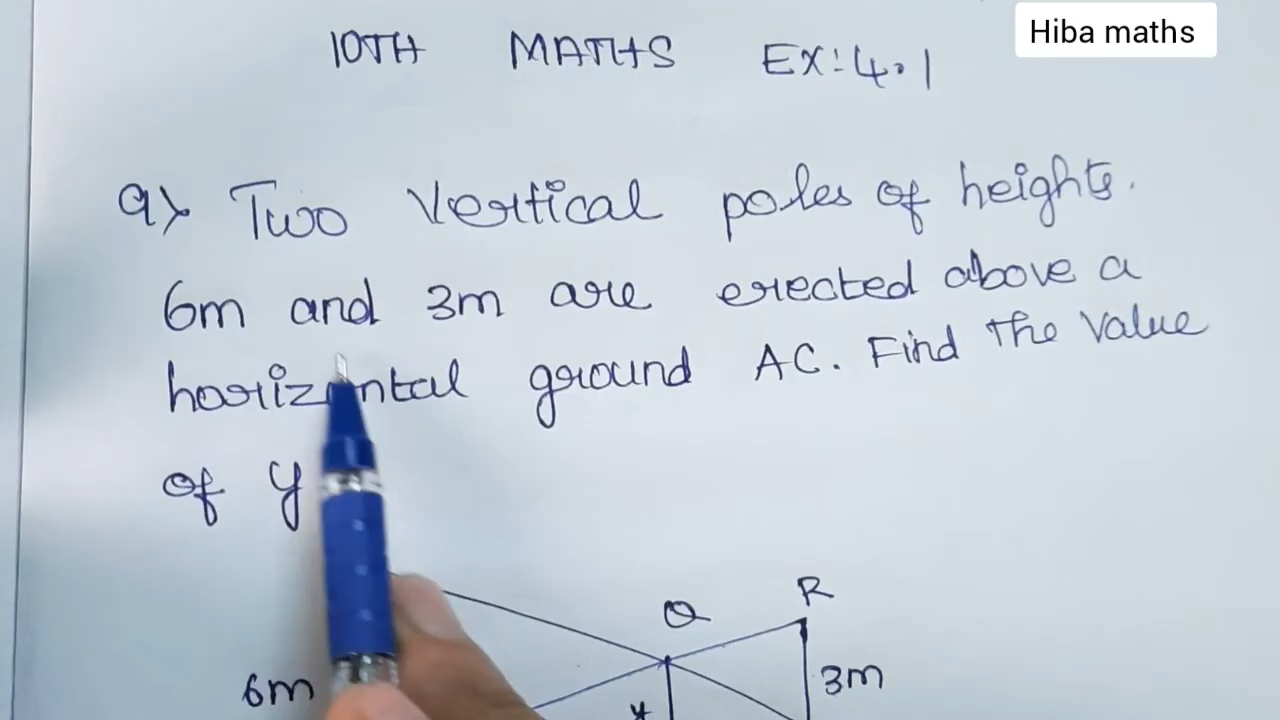 Hiba maths
10TH MATHS EX:4.1
9) Two Vertical poles of heights.
6m and 3m are erected above a
horizontal ground AC. Find the value
of y
Q R
6m 3m
y